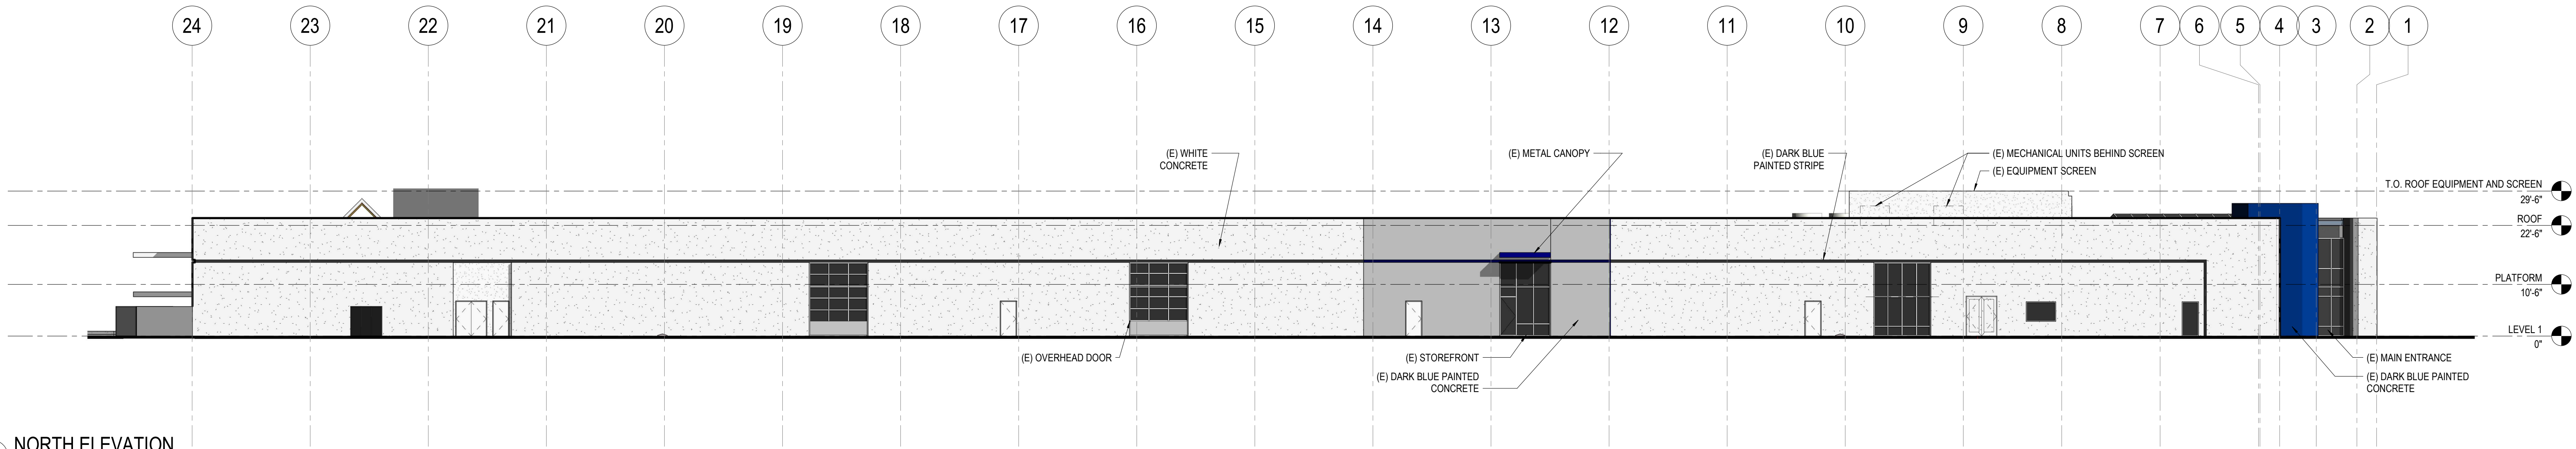 24 23 22 21 20 19 18 17 16 15 14 13 12 11 10 9 8 7 6 5 4 3 2 1
(E) WHITE
CONCRETE
(E) METAL CANOPY
(E) DARK BLUE
PAINTED STRIPE
(E) MECHANICAL UNITS BEHIND SCREEN
(E) EQUIPMENT SCREEN
T.O. ROOF EQUIPMENT AND SCREEN
29'-6"
ROOF
22'-6"
PLATFORM
10'-6"
LEVEL 1
0"
(E) OVERHEAD DOOR
(E) STOREFRONT
(E) DARK BLUE PAINTED
CONCRETE
(E) MAIN ENTRANCE
(E) DARK BLUE PAINTED
CONCRETE
NORTH ELEVATION